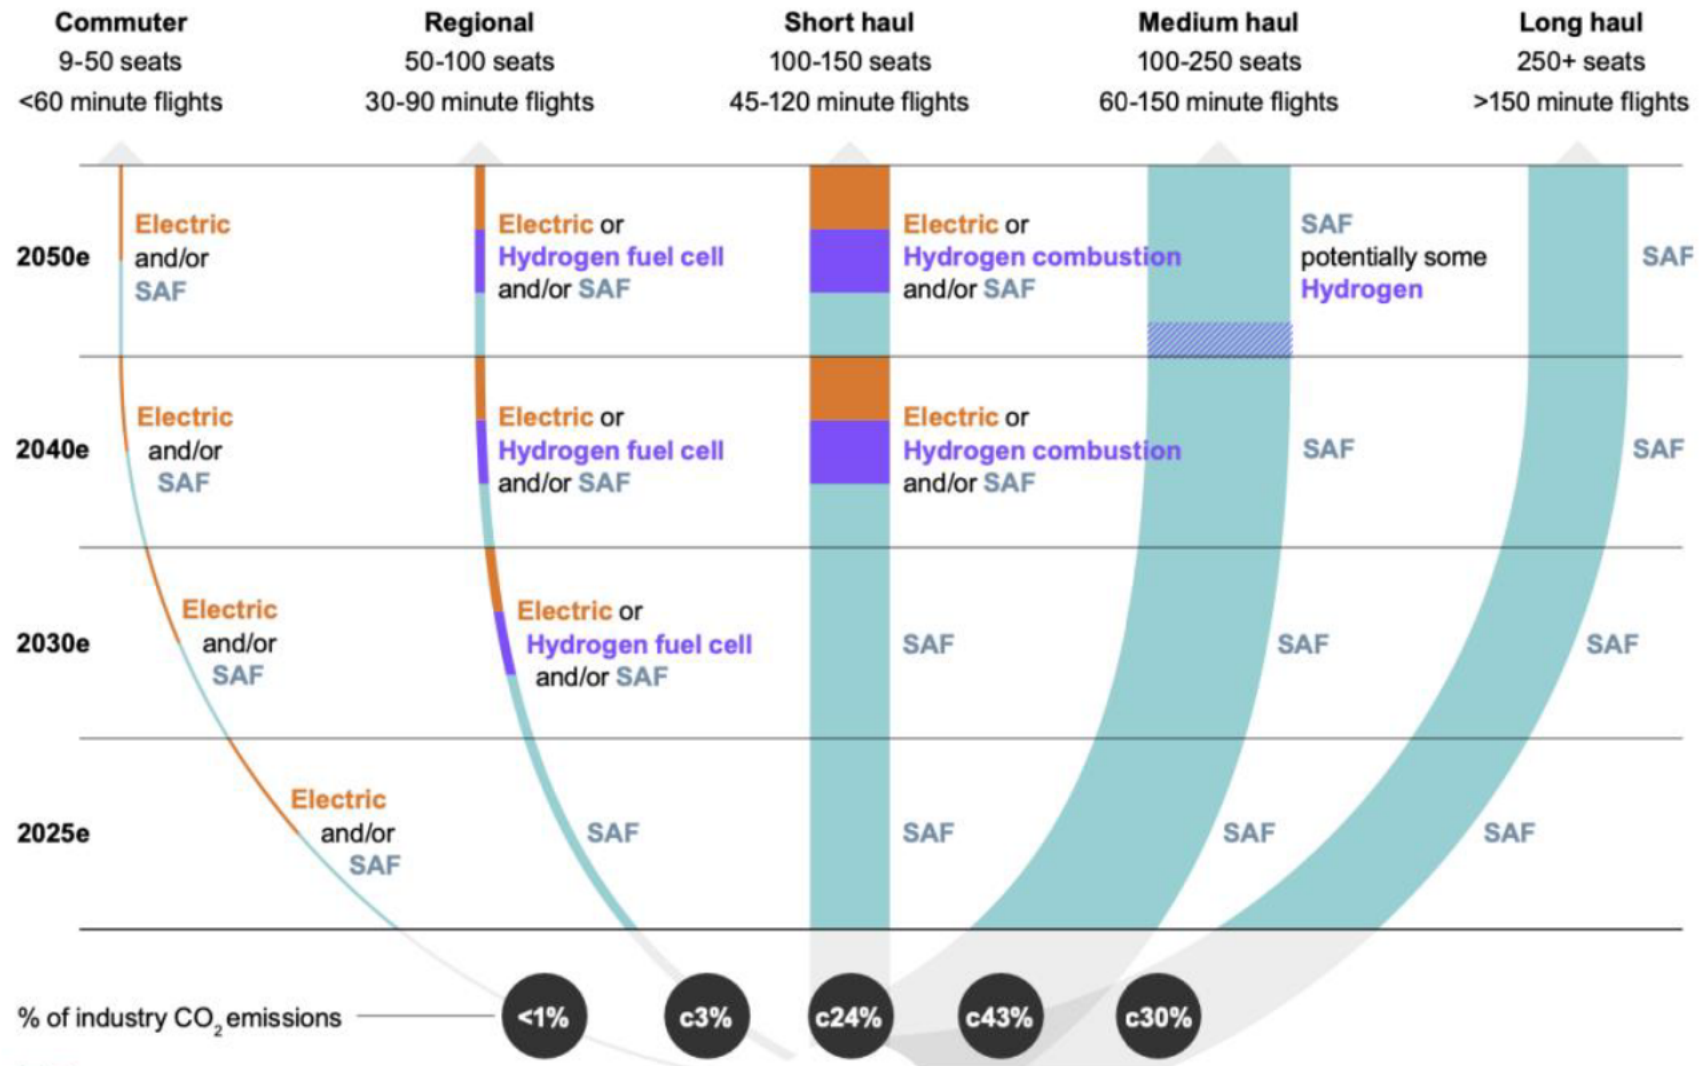 Commuter
9-50 seats
<60 minute flights
Regional
50-100 seats
30-90 minute flights
Short haul
100-150 seats
45-120 minute flights
Medium haul
100-250 seats
60-150 minute flights
Long haul
250+ seats
>150 minute flights
2050e
Electric
and/or
SAF
Electric or
Hydrogen fuel cell
and/or SAF
Electric or
Hydrogen combustion
and/or SAF
SAF
potentially some
Hydrogen
SAF
2040e
Electric
and/or
SAF
Electric or
Hydrogen fuel cell
and/or SAF
Electric or
Hydrogen combustion
and/or SAF
SAF
SAF
2030e
Electric
and/or
SAF
Electric or
Hydrogen fuel cell
and/or SAF
SAF
SAF
SAF
2025e
Electric
and/or
SAF
SAF
SAF
SAF
SAF
% of industry CO₂ emissions
<1%
c3%
c24%
c43%
c30%